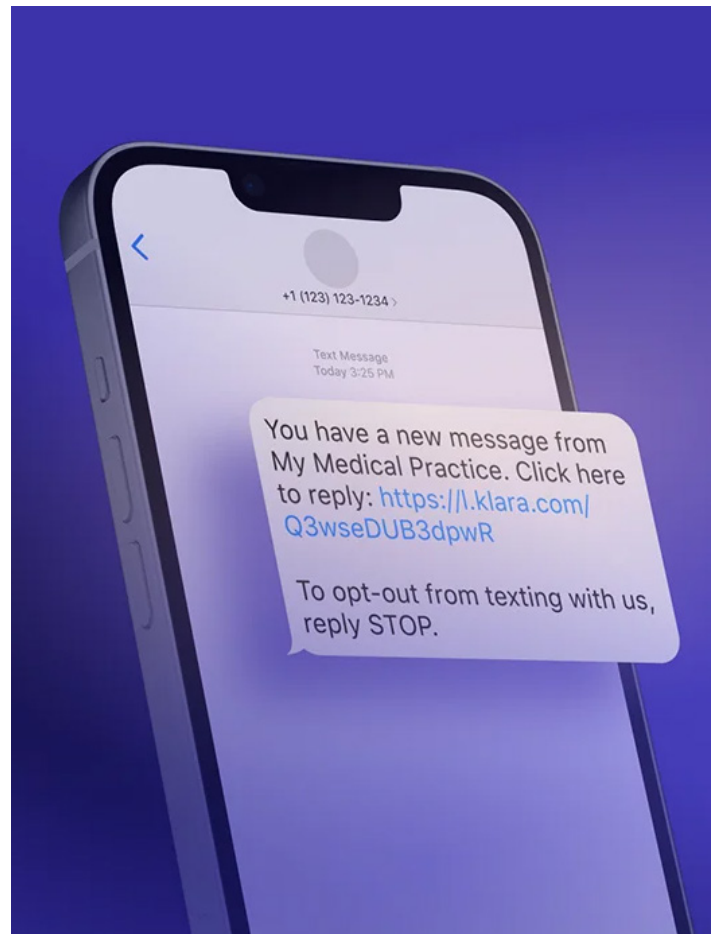 +1 (123) 123-1234 >
Text Message
Today 3:25 PM
You have a new message from
My Medical Practice. Click here
to reply: https://l.klara.com/
Q3wseDUB3dpwR
To opt-out from texting with us,
reply STOP.